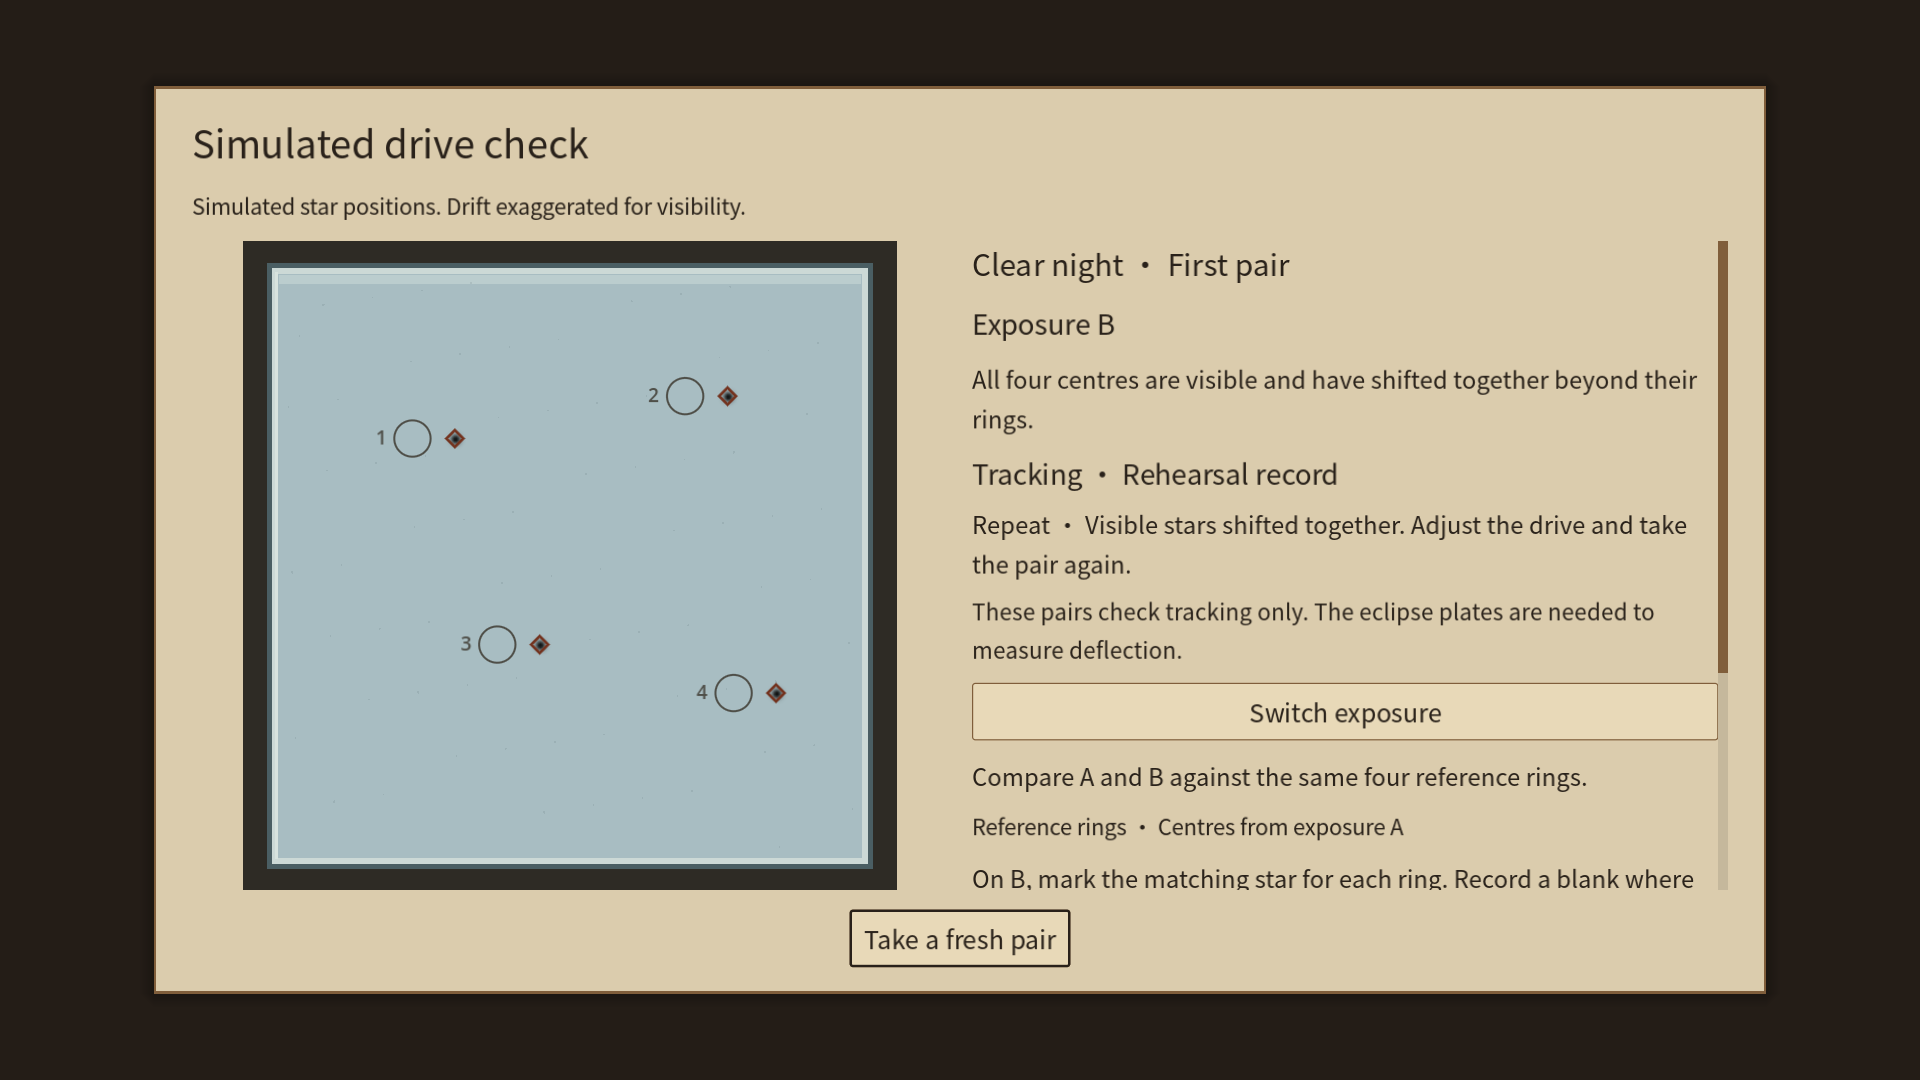 Simulated drive check
Simulated star positions. Drift exaggerated for visibility.
1
2
3
4
Clear night • First pair
Exposure B
All four centres are visible and have shifted together beyond their
rings.
Tracking • Rehearsal record
Repeat • Visible stars shifted together. Adjust the drive and take
the pair again.
These pairs check tracking only. The eclipse plates are needed to
measure deflection.
Switch exposure
Compare A and B against the same four reference rings.
Reference rings • Centres from exposure A
On B, mark the matching star for each ring. Record a blank where
Take a fresh pair